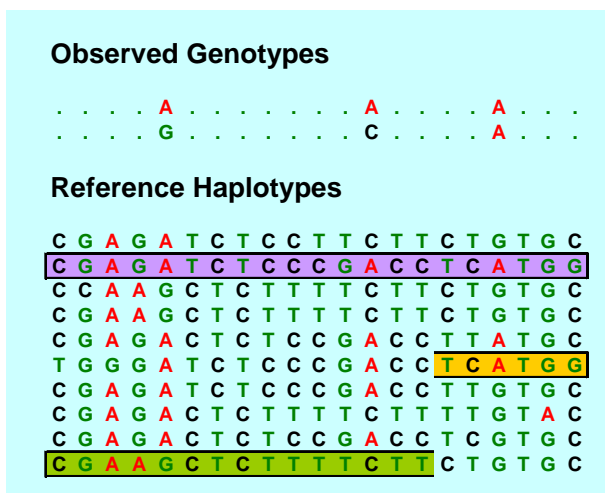 Observed Genotypes
. . . . A . . . . . . . A . . . . A . . .
. . . . G . . . . . . . C . . . . A . . .
Reference Haplotypes
C G A G A T C T C C T T C T T C T G T G C
C G A G A T C T C C C G A C C T C A T G G
C C A A G C T C T T T T C T T C T G T G C
C G A A G C T C T T T T C T T C T G T G C
C G A G A C T C T C C G A C C T T A T G C
T G G G A T C T C C C G A C C T C A T G G
C G A G A T C T C C C G A C C T T G T G C
C G A G A C T C T T T T C T T T T G T A C
C G A G A C T C T C C G A C C T C G T G C
C G A A G C T C T T T T C T T C T G T G C